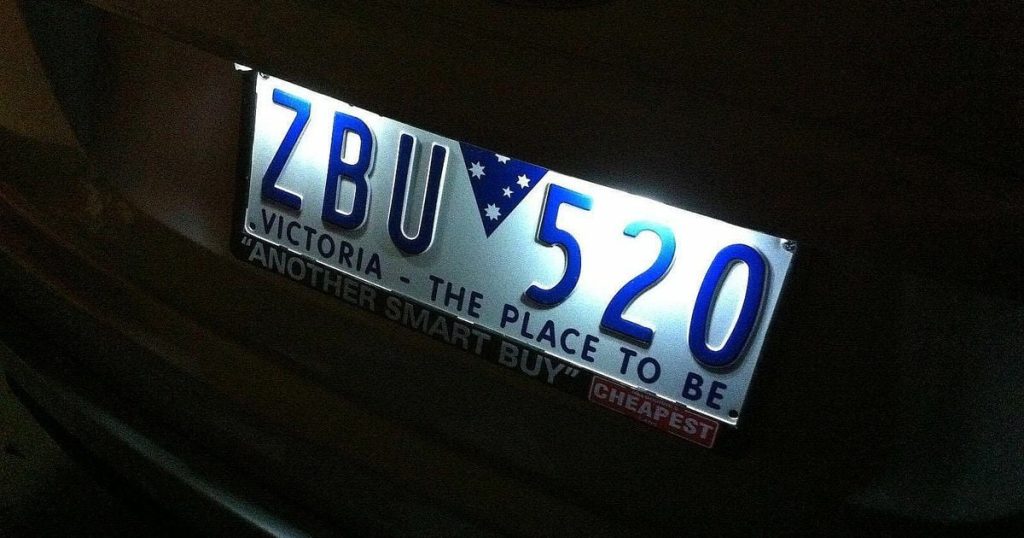 ZBU 520
VICTORIA - THE PLACE TO BE
"ANOTHER SMART BUY"
CHEAPEST